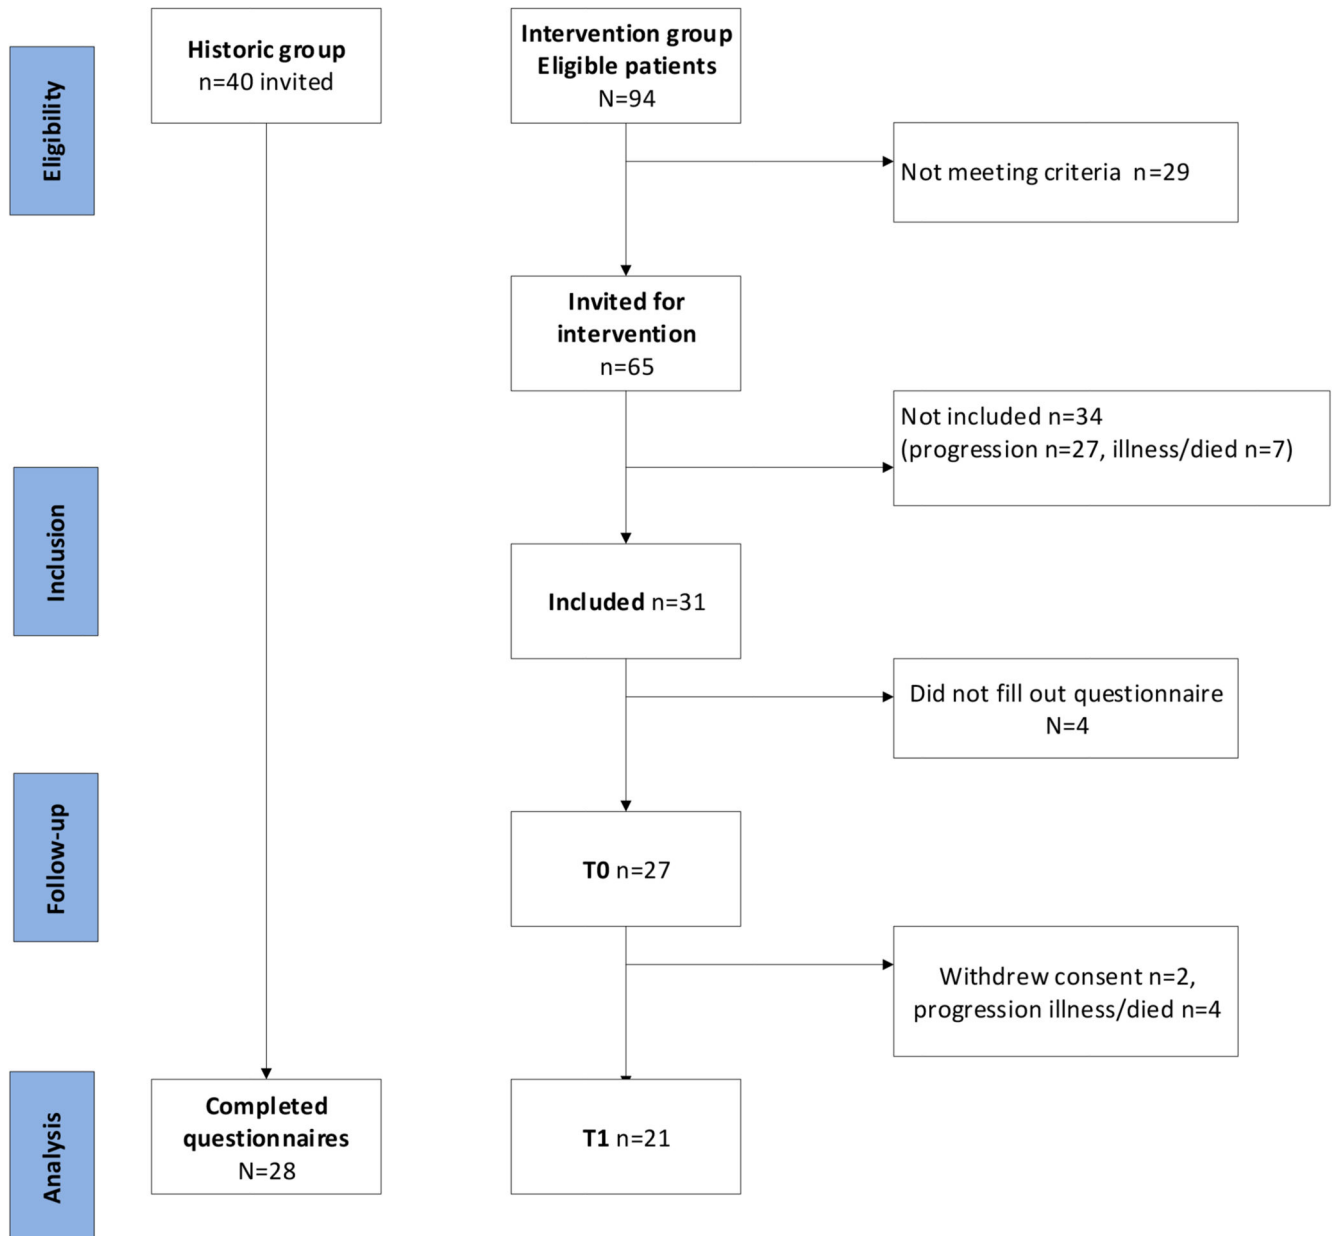 Eligibility
Historic group
n=40 invited
Intervention group
Eligible patients
N=94
Not meeting criteria n=29
Invited for
intervention
n=65
Not included n=34
(progression n=27, illness/died n=7)
Inclusion
Included n=31
Did not fill out questionnaire
N=4
Follow-up
T0 n=27
Withdrew consent n=2,
progression illness/died n=4
Analysis
Completed
questionnaires
N=28
T1 n=21